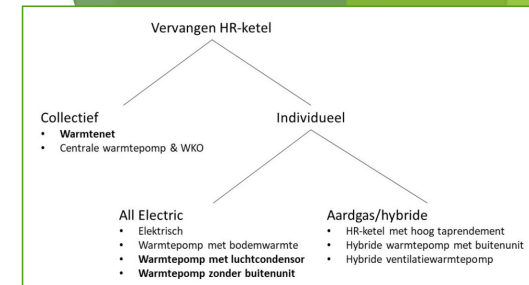 Vervangen HR-ketel
Collectief
• Warmtenet
• Centrale warmtepomp & WKO
Individueel
All Electric
• Elektrisch
• Warmtepomp met bodemwarmte
• Warmtepomp met luchtcondensor
• Warmtepomp zonder buitenunit
Aardgas/hybride
• HR-ketel met hoog taprendement
• Hybride warmtepomp met buitenunit
• Hybride ventilatiewarmtepomp